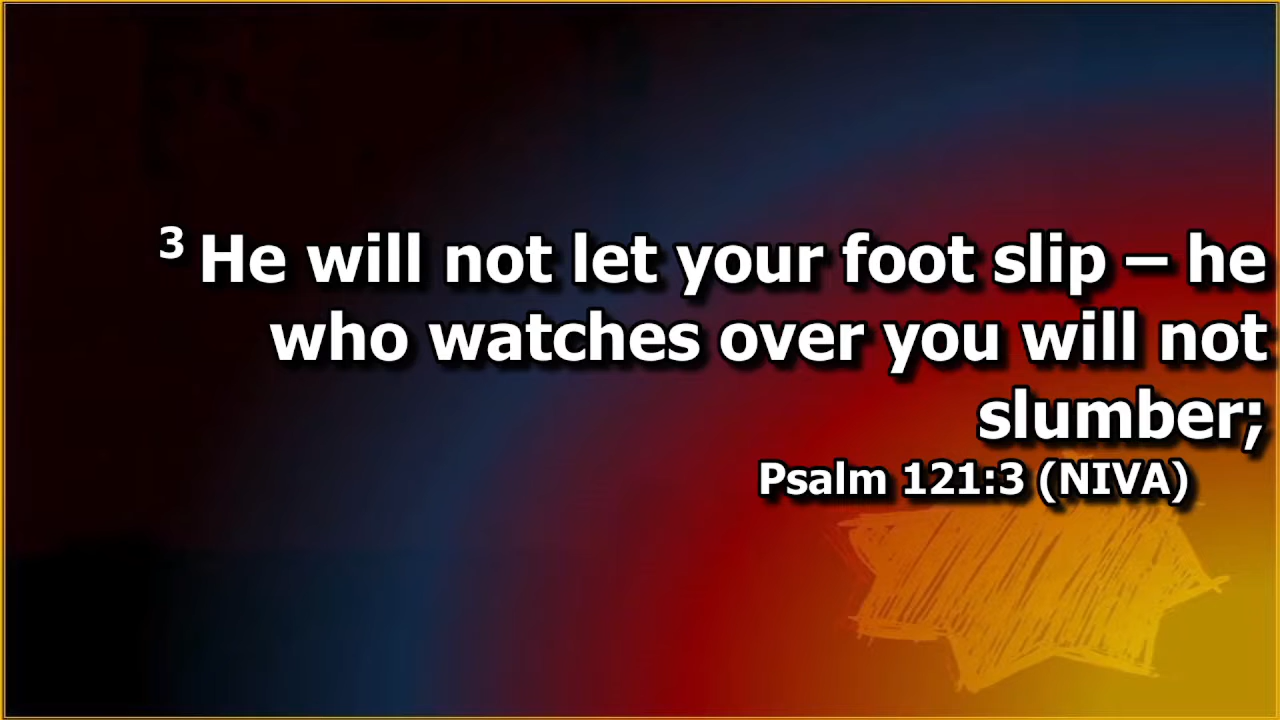 3 He will not let your foot slip – he
who watches over you will not
slumber;
Psalm 121:3 (NIVA)